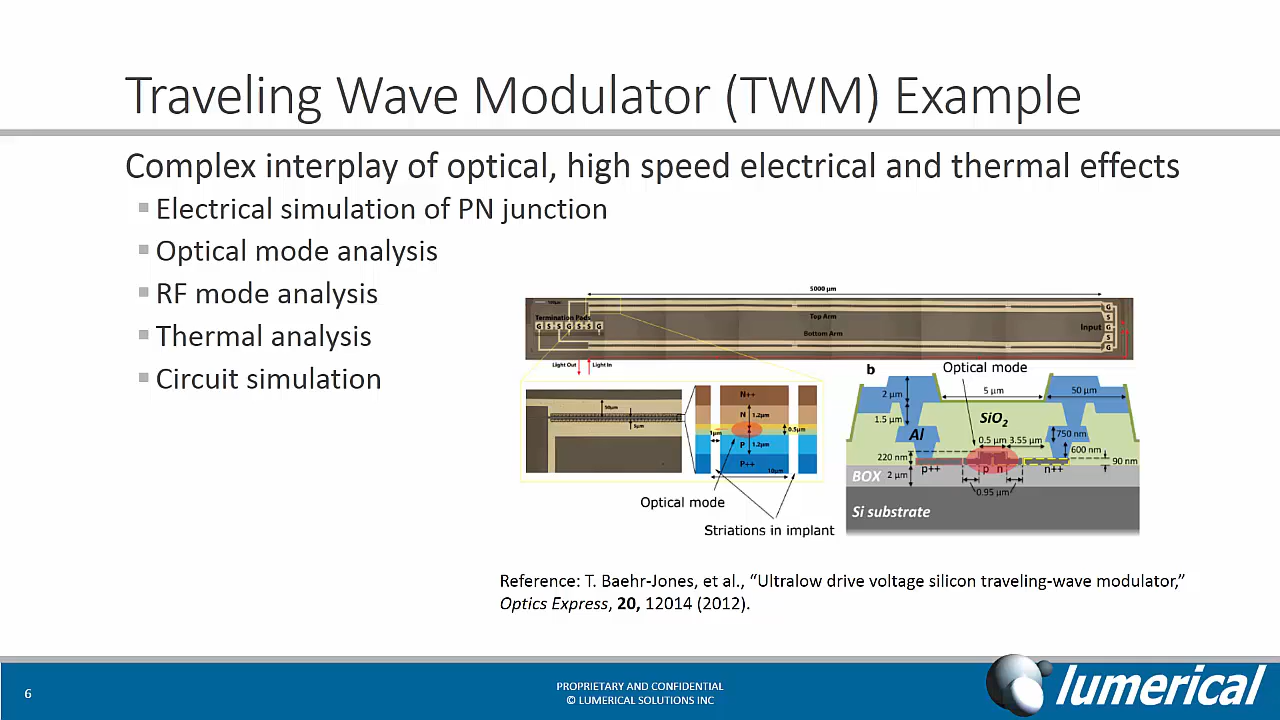 Traveling Wave Modulator (TWM) Example
Complex interplay of optical, high speed electrical and thermal effects
Electrical simulation of PN junction
Optical mode analysis
RF mode analysis
Thermal analysis
Circuit simulation
5000 µm
Termination Pads
G S S G S S G
Top Arm
Bottom Arm
Input
G
S
G
S
G
Light Out
Light In
50µm
5µm
N++
N
1.2µm
1µm
0.5µm
P
1.2µm
P++
10µm
Optical mode
Striations in implant
b
Optical mode
2 µm
5 µm
50 µm
1.5 µm
SiO2
Al
0.5 µm
3.55 µm
750 nm
600 nm
220 nm
90 nm
p++
p
n
n++
BOX
2 µm
0.95 µm
Si substrate
Reference: T. Baehr-Jones, et al., “Ultralow drive voltage silicon traveling-wave modulator,”
Optics Express, 20, 12014 (2012).
6
PROPRIETARY AND CONFIDENTIAL
© LUMERICAL SOLUTIONS INC
lumerical